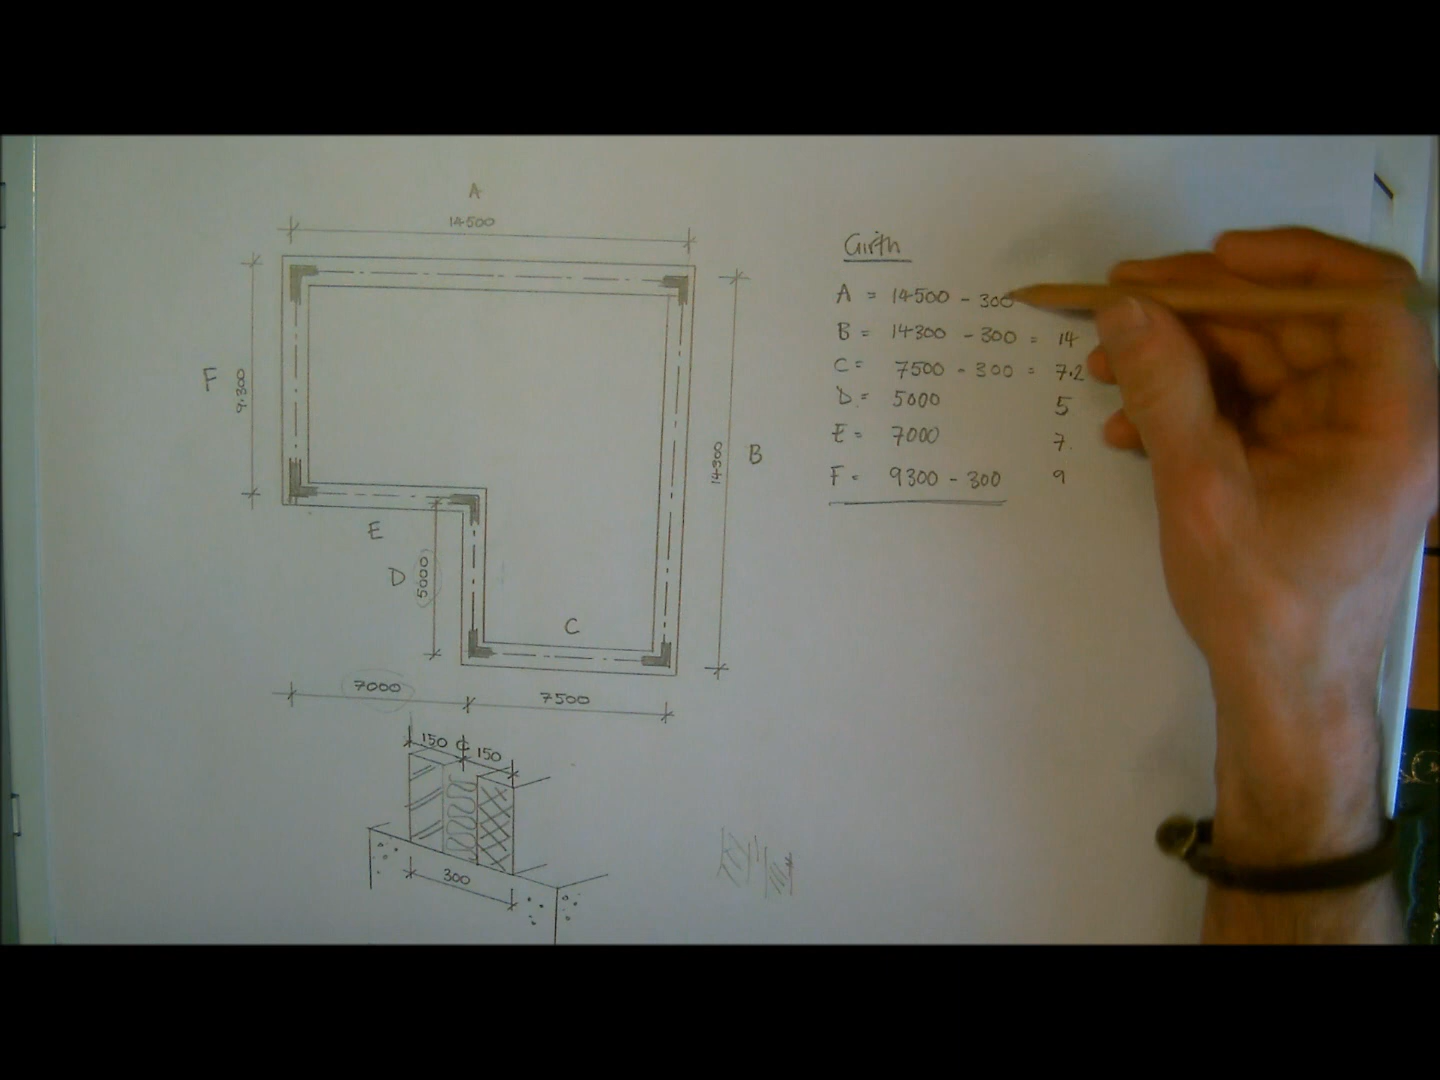 A
14500
Girth
A = 14500 - 300
B = 14300 - 300 = 14
C = 7500 - 300 = 7.2
D = 5000 5
E = 7000 7.
F = 9300 - 300 9
F
9300
14300
B
E
D
5000
C
7000
7500
150
150
300